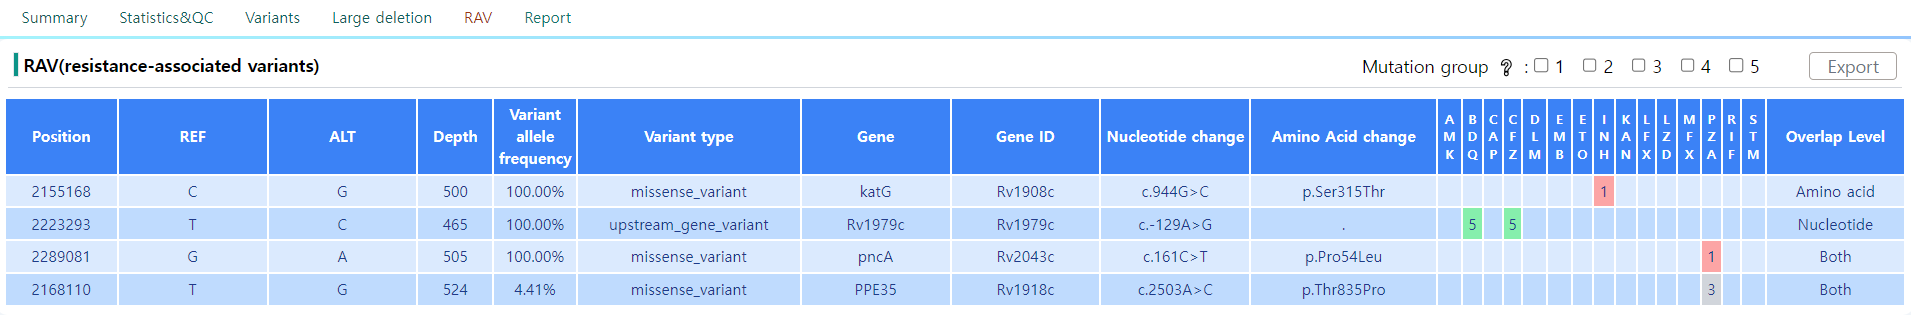 Summary Statistics&QC Variants Large deletion RAV Report
RAV(resistance-associated variants) Mutation group ? : 1 2 3 4 5 Export
Position REF ALT Depth Variant allele frequency Variant type Gene Gene ID Nucleotide change Amino Acid change AMK BDQ CAP CFZ DLM EMB ETO INH KAN LFX LZD MFX PZA RIF STM Overlap Level
2155168 C G 500 100.00% missense_variant katG Rv1908c c.944G>C p.Ser315Thr 1 Amino acid
2223293 T C 465 100.00% upstream_gene_variant Rv1979c Rv1979c c.-129A>G . 5 5 Nucleotide
2289081 G A 505 100.00% missense_variant pncA Rv2043c c.161C>T p.Pro54Leu 1 Both
2168110 T G 524 4.41% missense_variant PPE35 Rv1918c c.2503A>C p.Thr835Pro 3 Both